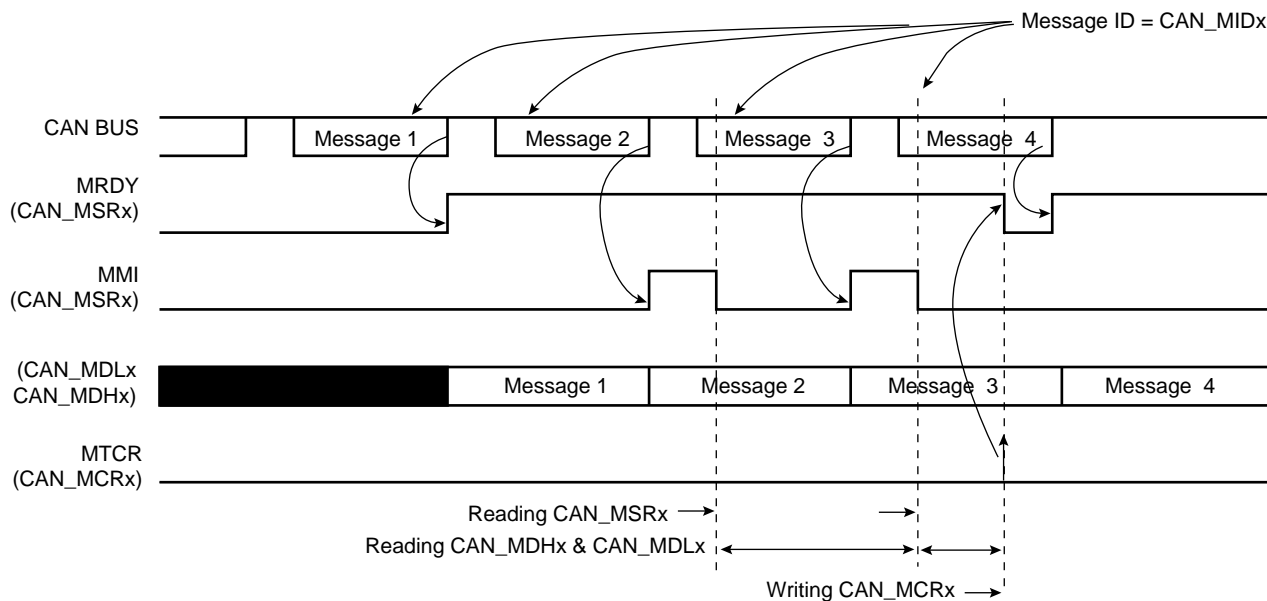 Message ID = CAN_MIDx
CAN BUS
Message 1
Message 2
Message 3
Message 4
MRDY
(CAN_MSRx)
MMI
(CAN_MSRx)
(CAN_MDLx
CAN_MDHx)
Message 1
Message 2
Message 3
Message 4
MTCR
(CAN_MCRx)
Reading CAN_MSRx
Reading CAN_MDHx & CAN_MDLx
Writing CAN_MCRx